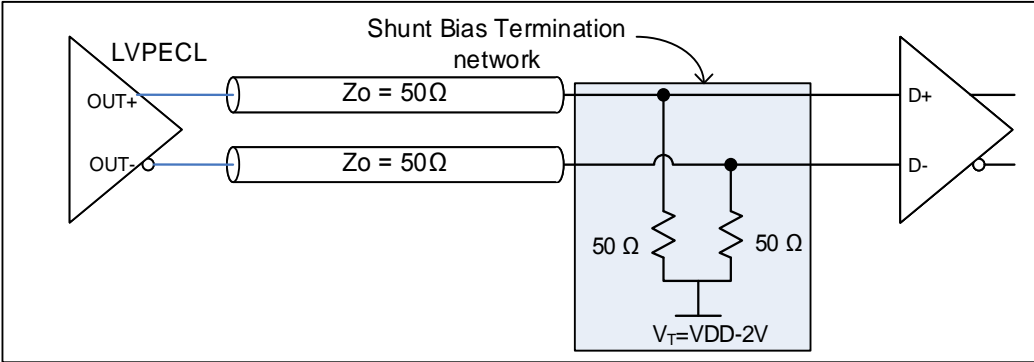 Shunt Bias Termination
network
LVPECL
OUT+
Zo = 50Ω
D+
OUT-
Zo = 50Ω
D-
50 Ω
50 Ω
VT=VDD-2V